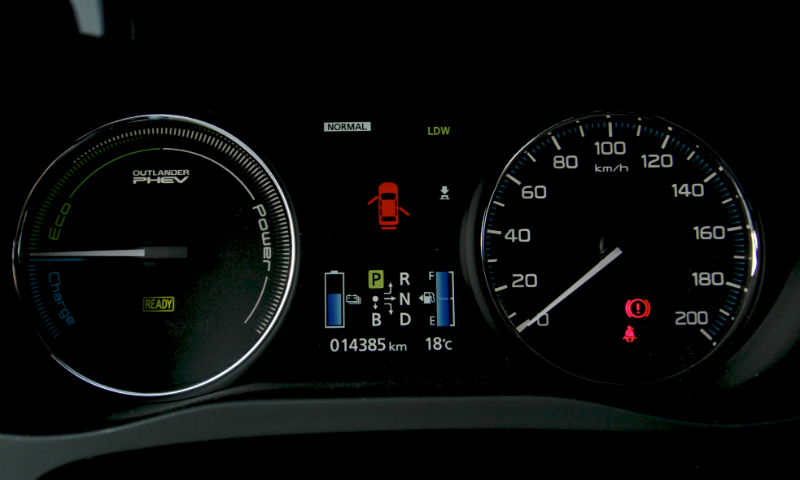 OUTLANDER
PHEV
Eco
Power
Charge
READY
NORMAL
LDW
P R
N
B D
F
E
014385 km
18°C
0
20
40
60
80
100
120
140
160
180
200
km/h